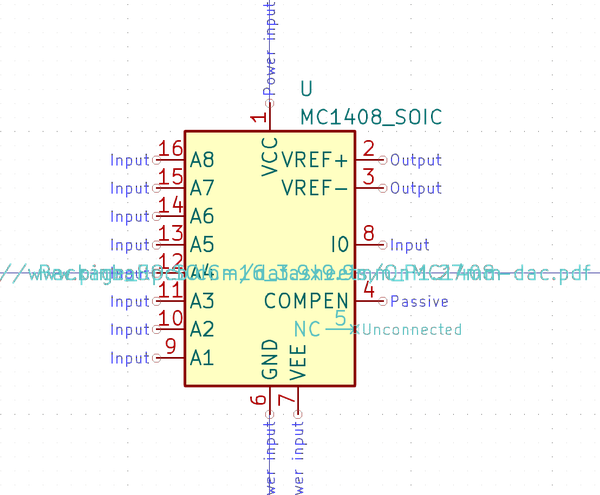 Power input
U
MC1408_SOIC
1
VCC
Input 16 A8 VREF+ 2 Output
Input 15 A7 VREF- 3 Output
Input 14 A6
Input 13 A5 IO 8 Input
12 A4
Input 11 A3 COMPEN 4 Passive
Input 10 A2 NC 5 Unconnected
Input 9 A1
GND VEE
6 7
wer input wer input